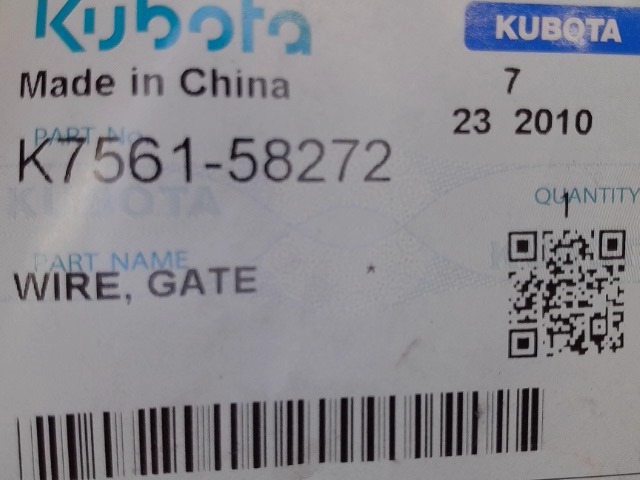 Kubota
KUBOTA
Made in China
7
23 2010
PART No.
K7561-58272
KUBOTA
QUANTITY
1
PART NAME
WIRE, GATE
*